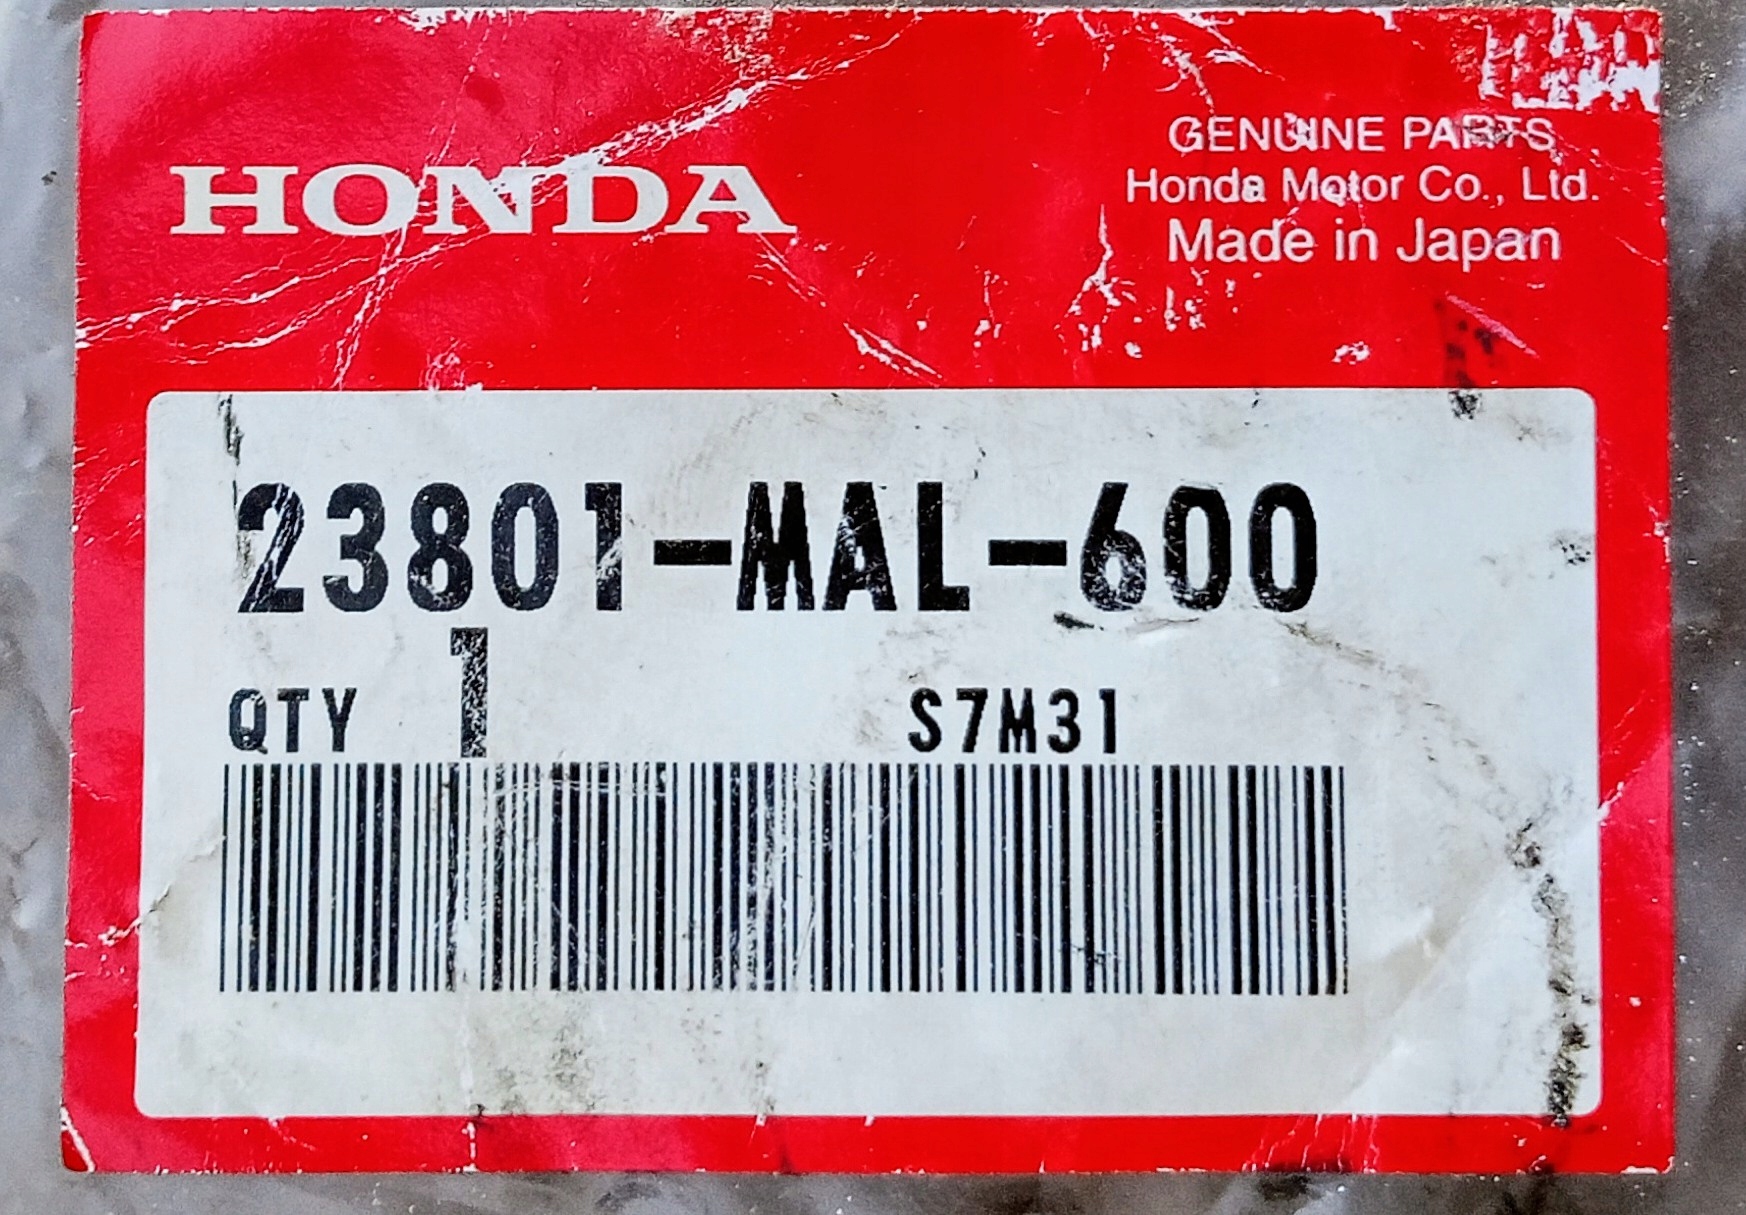 HONDA
GENUINE PARTS
Honda Motor Co., Ltd.
Made in Japan
23801-MAL-600
QTY 1 S7M31